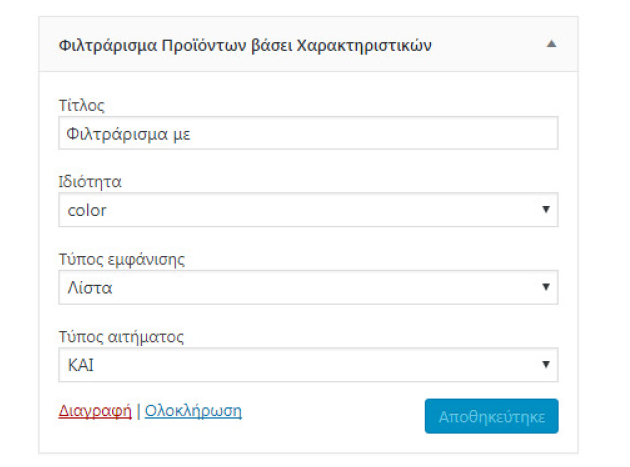 Φιλτράρισμα Προϊόντων βάσει Χαρακτηριστικών
Τίτλος
Φιλτράρισμα με
Ιδιότητα
color
Τύπος εμφάνισης
Λίστα
Τύπος αιτήματος
ΚΑΙ
Διαγραφή | Ολοκλήρωση
Αποθηκεύτηκε